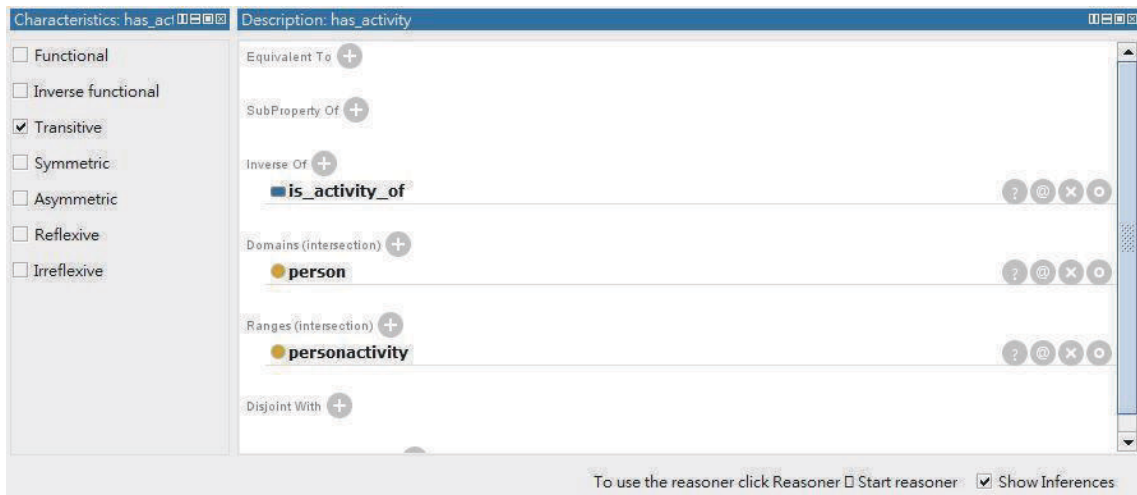 Characteristics: has_act
Description: has_activity
Functional
Inverse functional
Transitive
Symmetric
Asymmetric
Reflexive
Irreflexive
Equivalent To
SubProperty Of
Inverse Of
is_activity_of
Domains (intersection)
person
Ranges (intersection)
personactivity
Disjoint With
To use the reasoner click Reasoner Start reasoner
Show Inferences